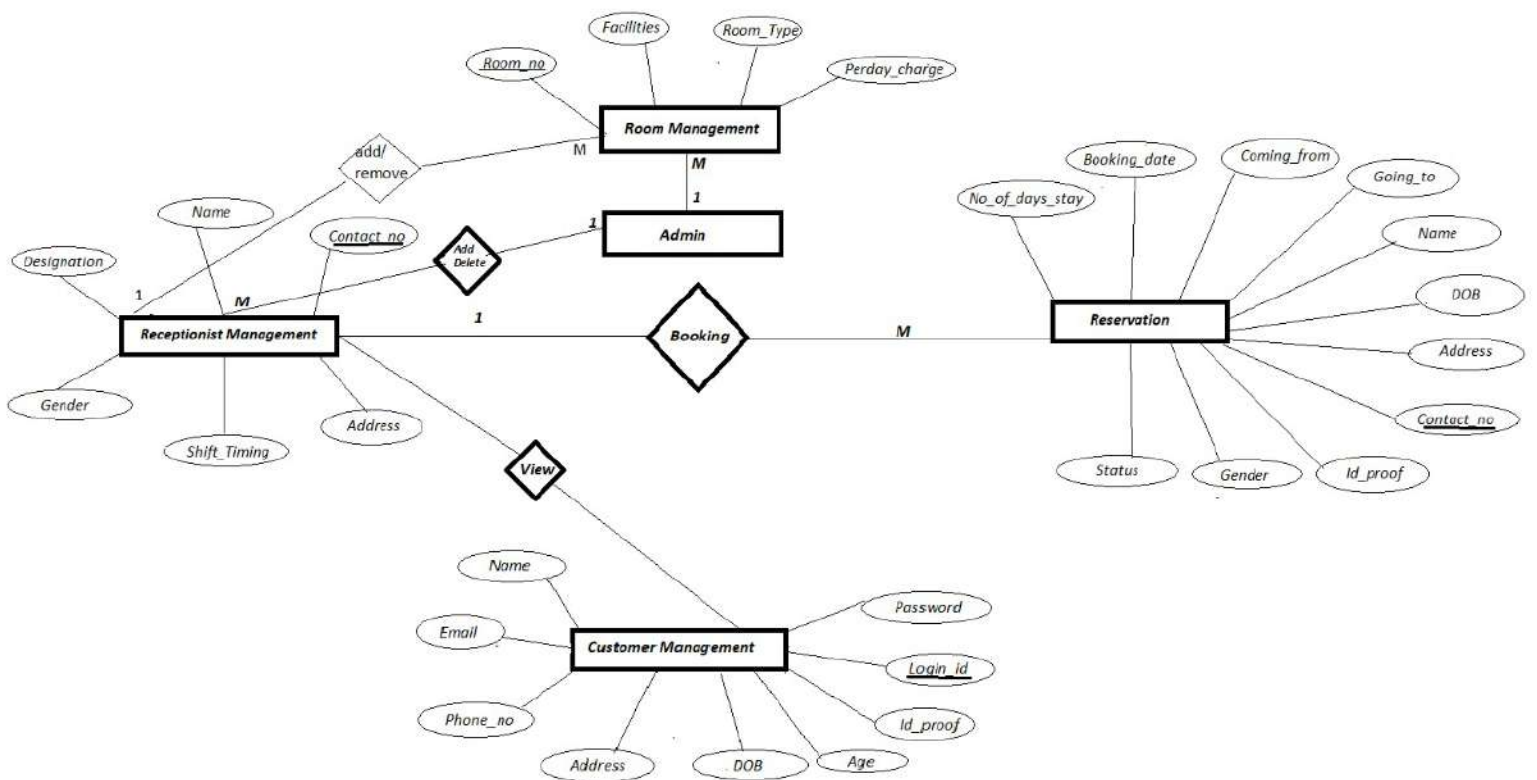 Facilities
Room_Type
Room_no
Perday_charge
Room Management
M
M
add/
remove
1
Admin
1
Add
Delete
Name
Contact_no
Designation
1
M
Receptionist Management
Gender
Shift_Timing
Address
1
Booking
M
Booking_date
Coming_from
Going_to
No_of_days_stay
Name
DOB
Reservation
Address
Contact_no
Status
Gender
Id_proof
View
Name
Password
Email
Customer Management
Login_id
Phone_no
Id_proof
Address
DOB
Age